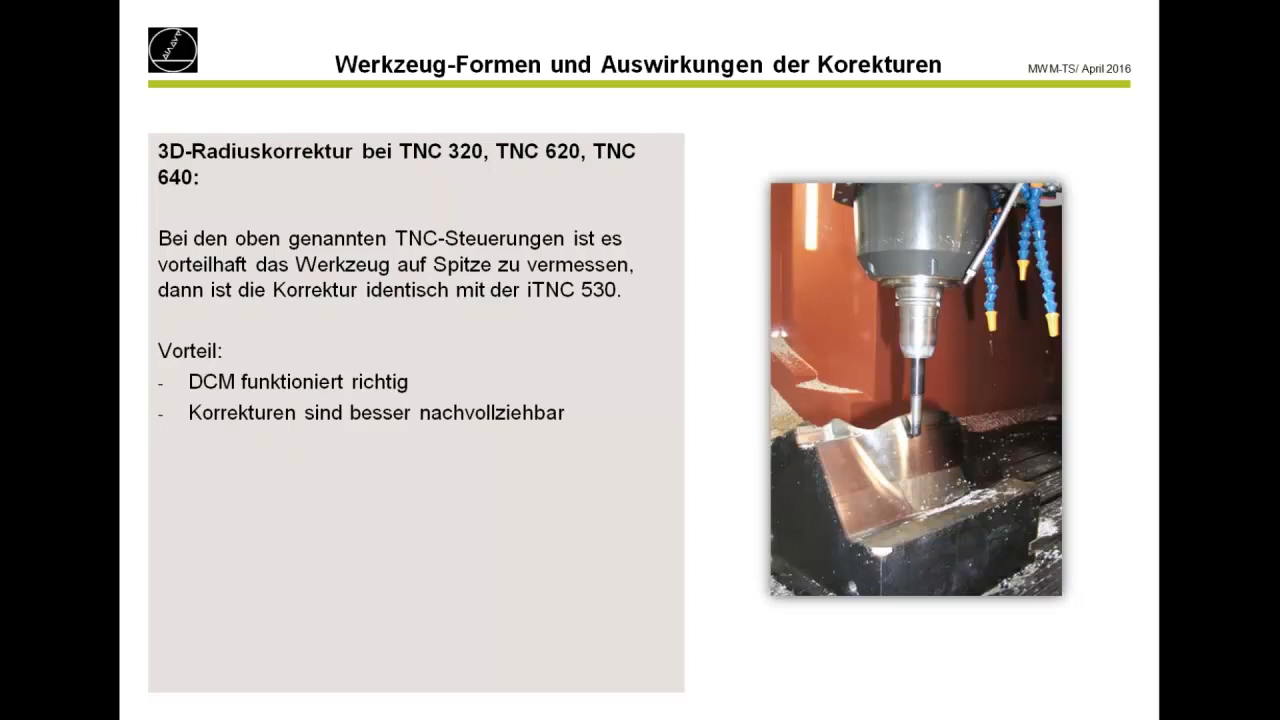 Werkzeug-Formen und Auswirkungen der Korekturen
MWM-TS/ April 2016
3D-Radiuskorrektur bei TNC 320, TNC 620, TNC
640:
Bei den oben genannten TNC-Steuerungen ist es
vorteilhaft das Werkzeug auf Spitze zu vermessen,
dann ist die Korrektur identisch mit der iTNC 530.
Vorteil:
- DCM funktioniert richtig
- Korrekturen sind besser nachvollziehbar